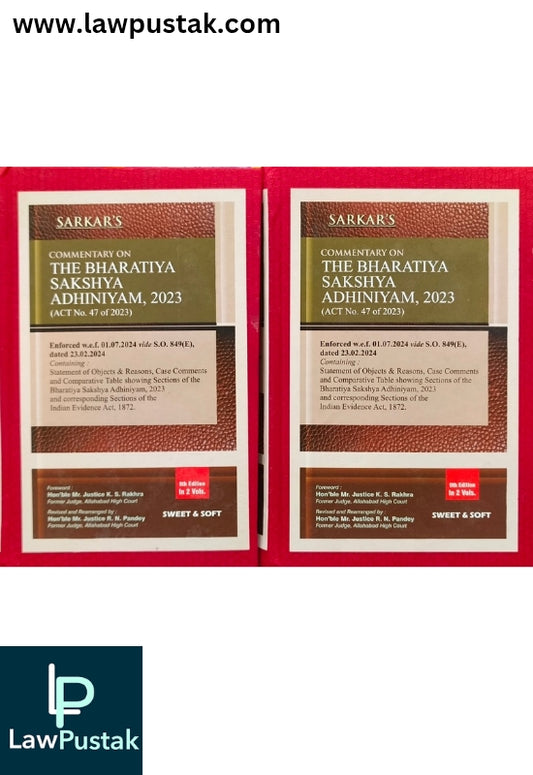 www.lawpustak.com
SARKAR'S
COMMENTARY ON
THE BHARATIYA
SAKSHYA
ADHINIYAM, 2023
(ACT No. 47 of 2023)
Enforced w.e.f. 01.07.2024 vide S.O. 849(E),
dated 23.02.2024
Containing :
Statement of Objects & Reasons, Case Comments
and Comparative Table showing Sections of the
Bharatiya Sakshya Adhiniyam, 2023
and corresponding Sections of the
Indian Evidence Act, 1872.
9th Edition
in 2 Vols.
Foreword :
Hon'ble Mr. Justice K. S. Rakhra
Former Judge, Allahabad High Court
Revised and Rearranged by :
Hon'ble Mr. Justice R. N. Pandey
Former Judge, Allahabad High Court
SWEET & SOFT
SARKAR'S
COMMENTARY ON
THE BHARATIYA
SAKSHYA
ADHINIYAM, 2023
(ACT No. 47 of 2023)
Enforced w.e.f. 01.07.2024 vide S.O. 849(E),
dated 23.02.2024
Containing :
Statement of Objects & Reasons, Case Comments
and Comparative Table showing Sections of the
Bharatiya Sakshya Adhiniyam, 2023
and corresponding Sections of the
Indian Evidence Act, 1872.
9th Edition
in 2 Vols.
Foreword :
Hon'ble Mr. Justice K. S. Rakhra
Former Judge, Allahabad High Court
Revised and Rearranged by :
Hon'ble Mr. Justice R. N. Pandey
Former Judge, Allahabad High Court
SWEET & SOFT
LP
LawPustak